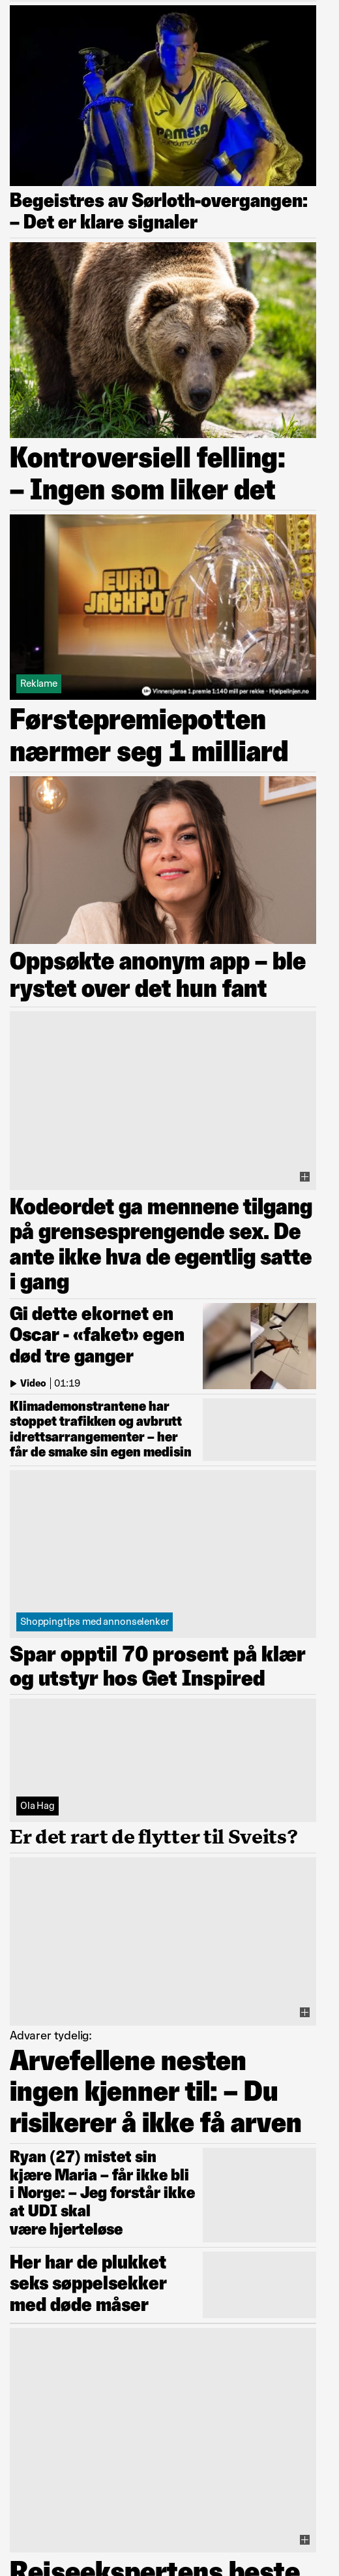 PAMESA
Begeistres av Sørloth-overgangen:
– Det er klare signaler
Kontroversiell felling:
– Ingen som liker det
EURO
JACKPOT
Reklame
18+ Vinnersjanse 1.premie 1:140 mill per rekke - Hjelpelinjen.no
Førstepremiepotten
nærmer seg 1 milliard
Oppsøkte anonym app – ble
rystet over det hun fant
Kodeordet ga mennene tilgang
på grensesprengende sex. De
ante ikke hva de egentlig satte
i gang
Gi dette ekornet en
Oscar - «faket» egen
død tre ganger
Video 01:19
Klimademonstrantene har
stoppet trafikken og avbrutt
idrettsarrangementer – her
får de smake sin egen medisin
Shoppingtips med annonselenker
Spar opptil 70 prosent på klær
og utstyr hos Get Inspired
Ola Hag
Er det rart de flytter til Sveits?
Advarer tydelig:
Arvefellene nesten
ingen kjenner til: – Du
risikerer å ikke få arven
Ryan (27) mistet sin
kjære Maria – får ikke bli
i Norge: – Jeg forstår ikke
at UDI skal
være hjerteløse
Her har de plukket
seks søppelsekker
med døde måser
Reiseekspertens beste